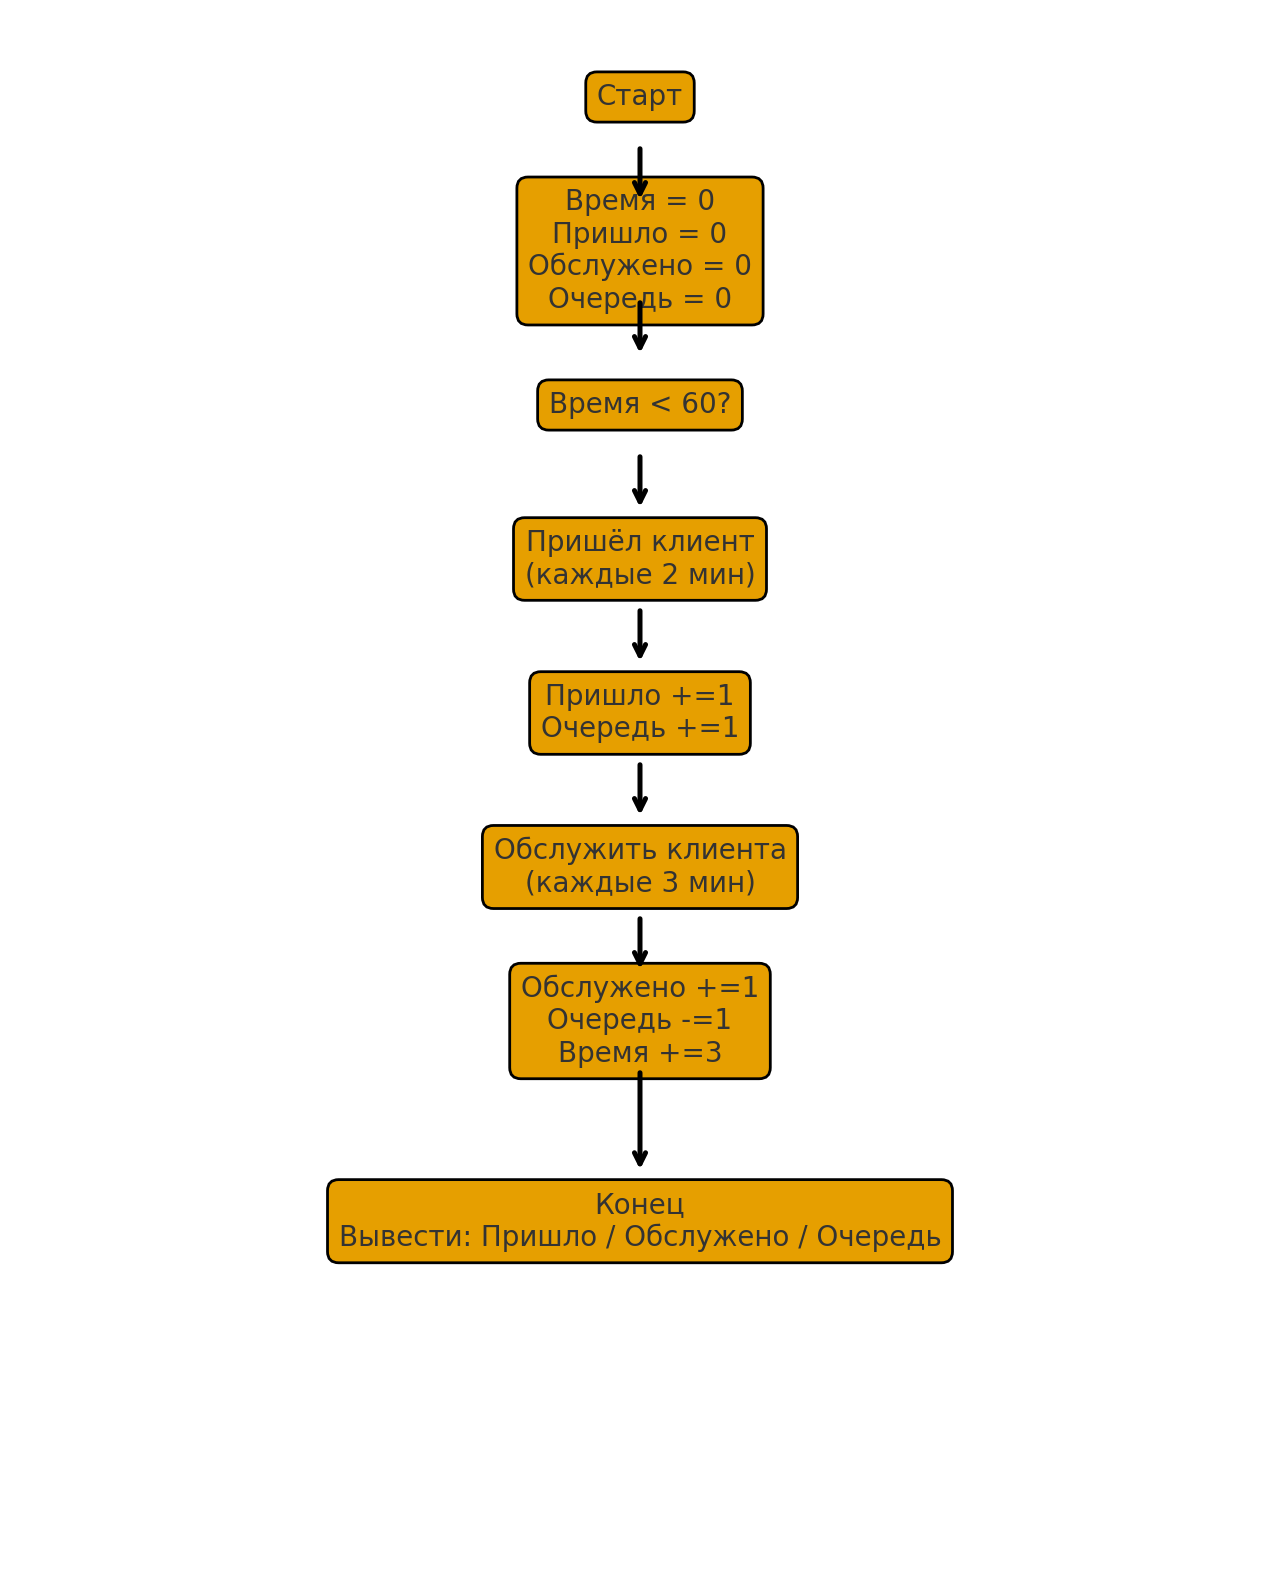 Старт
Время = 0
Пришло = 0
Обслужено = 0
Очередь = 0
Время < 60?
Пришёл клиент
(каждые 2 мин)
Пришло +=1
Очередь +=1
Обслужить клиента
(каждые 3 мин)
Обслужено +=1
Очередь -=1
Время +=3
Конец
Вывести: Пришло / Обслужено / Очередь